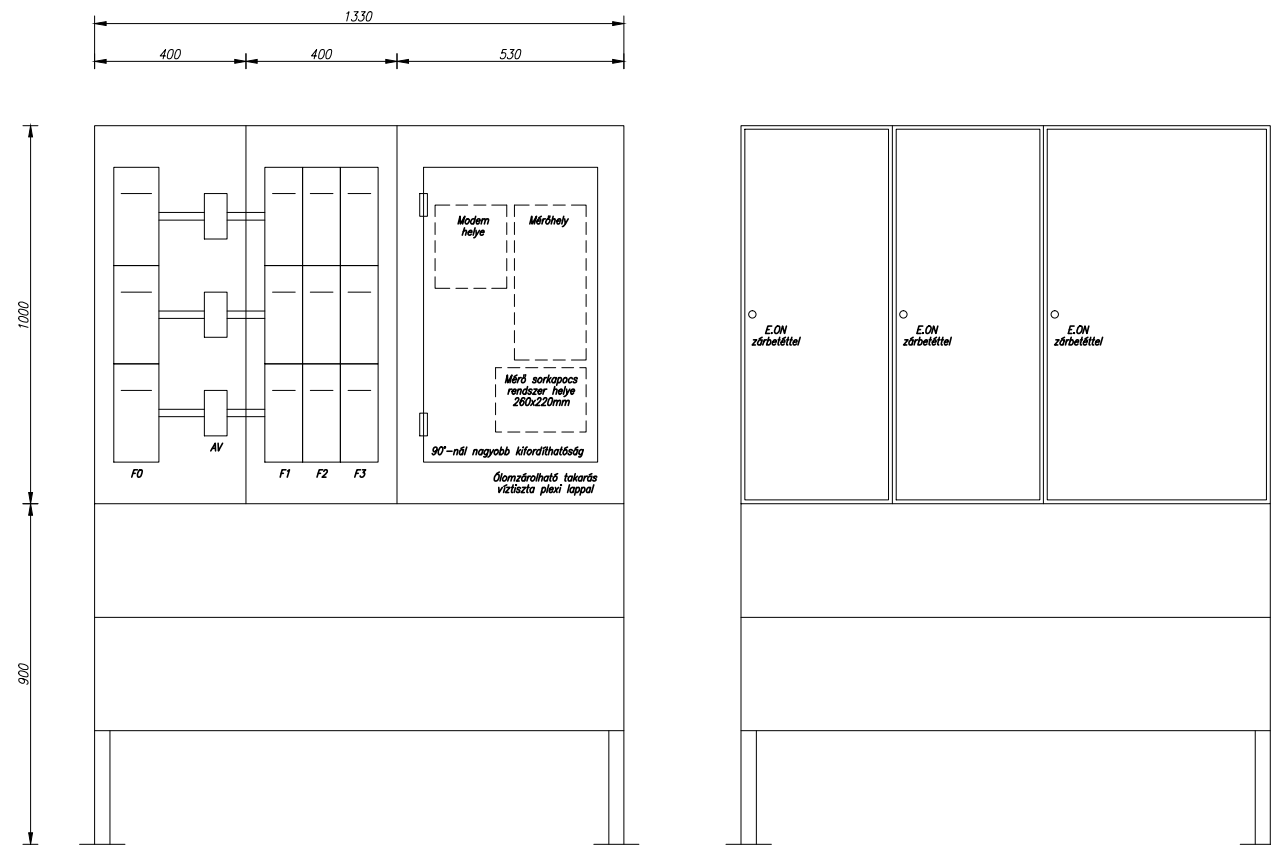 1330
400 400 530
1000
Modem
helye
Mérőhely
E.ON
zárbetéttel
E.ON
zárbetéttel
E.ON
zárbetéttel
Mérő sorkapocs
rendszer helye
260x220mm
AV
90°-nál nagyobb kifordíthatóság
F0 F1 F2 F3
Ólomzárolható takarás
víztiszta plexi lappal
900